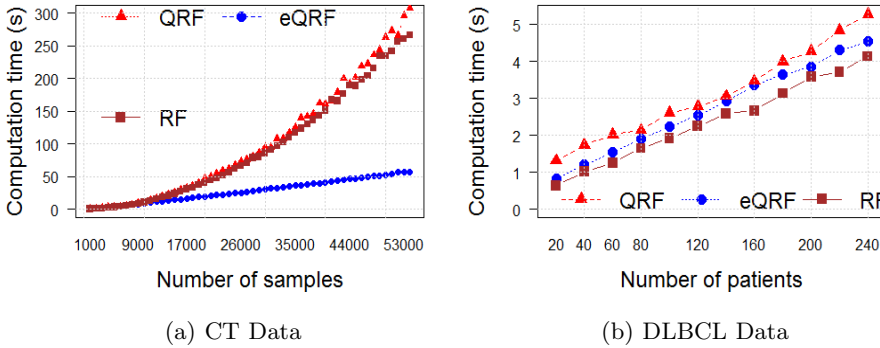 QRF eQRF
RF
Computation time (s)
300
250
200
150
100
50
0
1000 9000 17000 26000 35000 44000 53000
Number of samples
(a) CT Data
Computation time (s)
5
4
3
2
1
0
QRF eQRF RF
20 40 60 80 120 160 200 240
Number of patients
(b) DLBCL Data